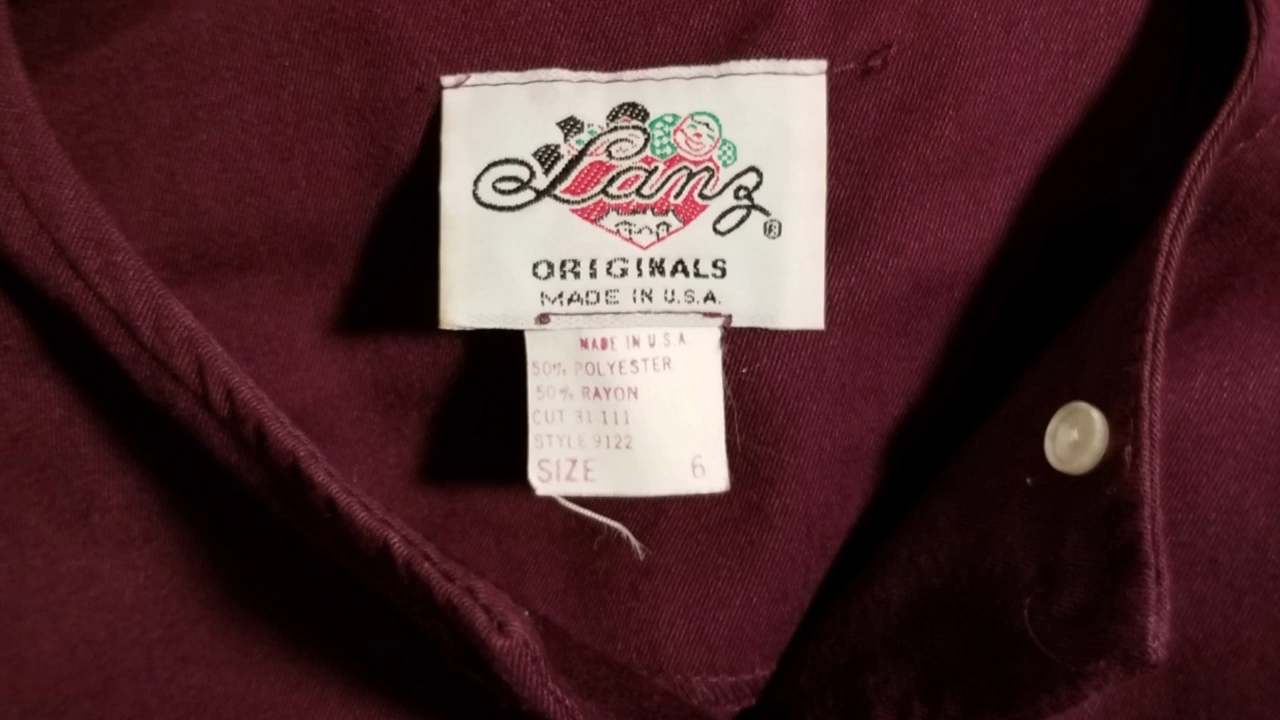 Lanz®
ORIGINALS
MADE IN U.S.A.
MADE IN U.S.A.
50% POLYESTER
50% RAYON
CUT 31-111
STYLE 9122
SIZE 6